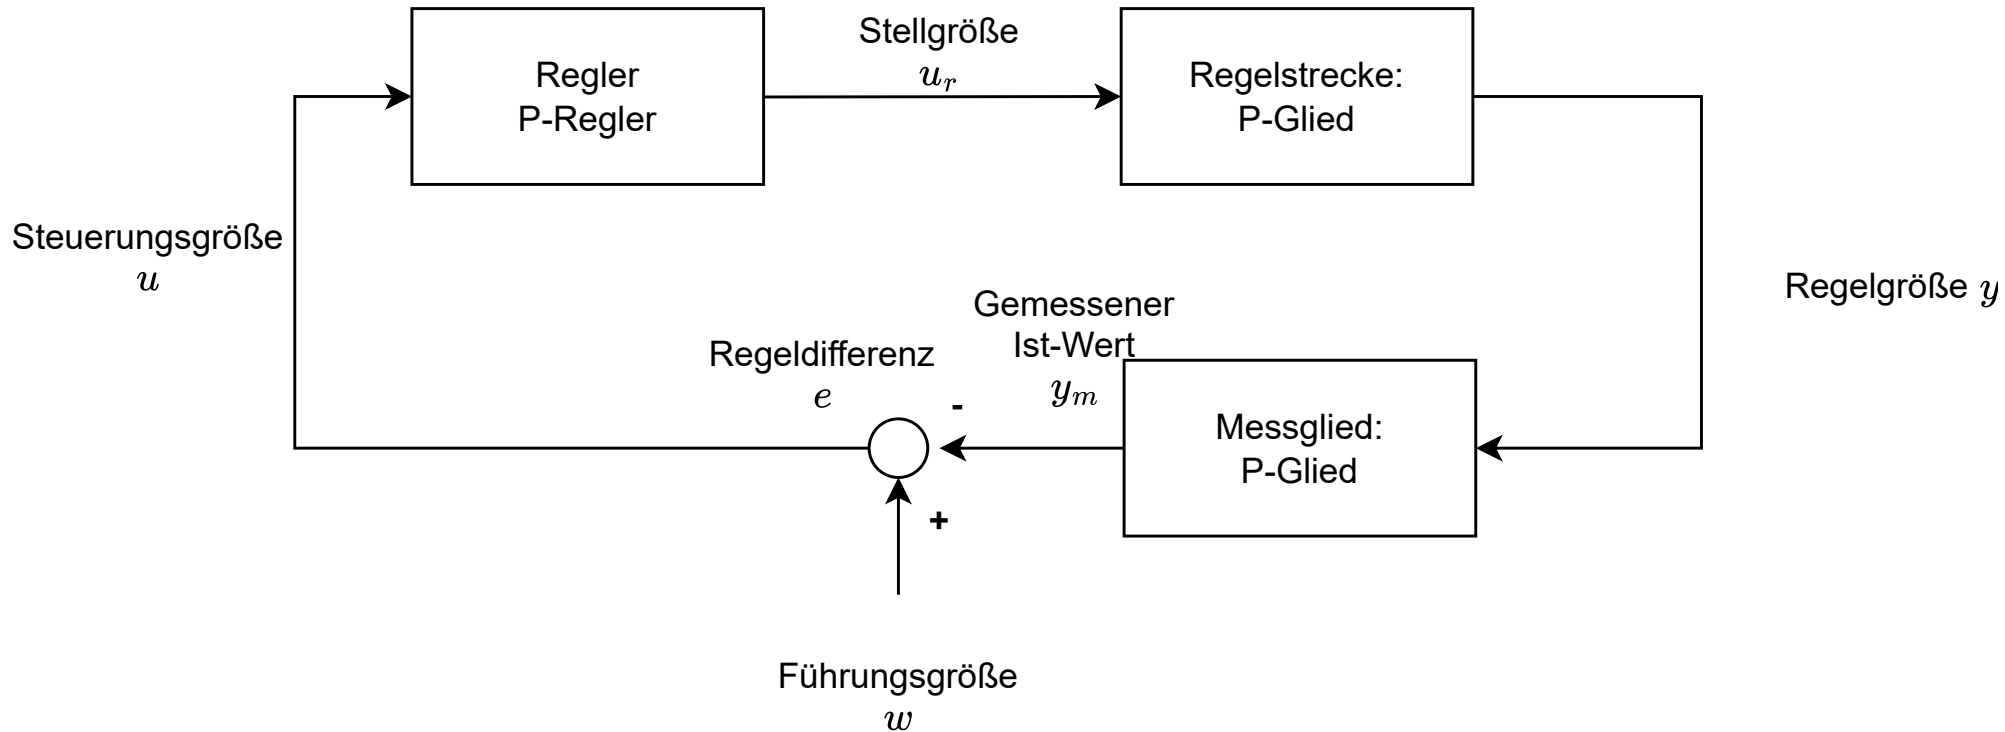 Regler
P-Regler
Stellgröße
u_r
Regelstrecke:
P-Glied
Steuerungsgröße
u
Regelgröße y
Gemessener
Ist-Wert
y_m
Regeldifferenz
e
-
Messglied:
P-Glied
+
Führungsgröße
w